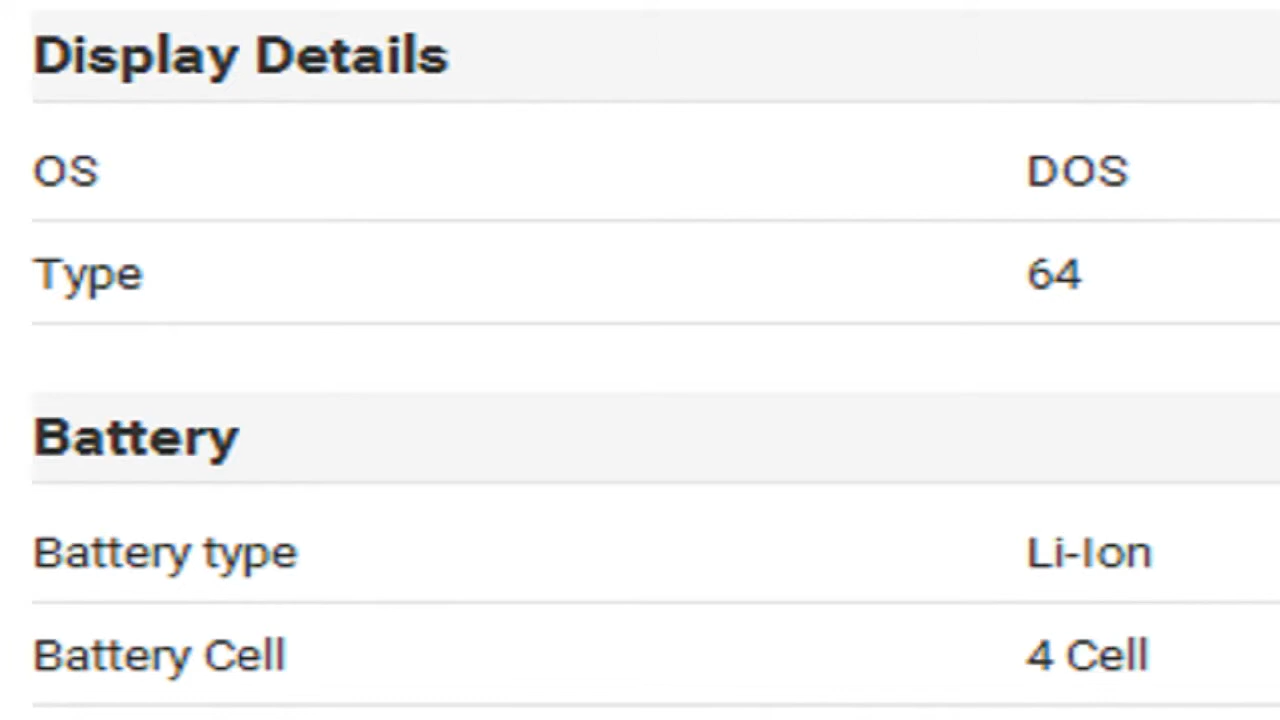 Display Details
OS DOS
Type 64
Battery
Battery type Li-Ion
Battery Cell 4 Cell